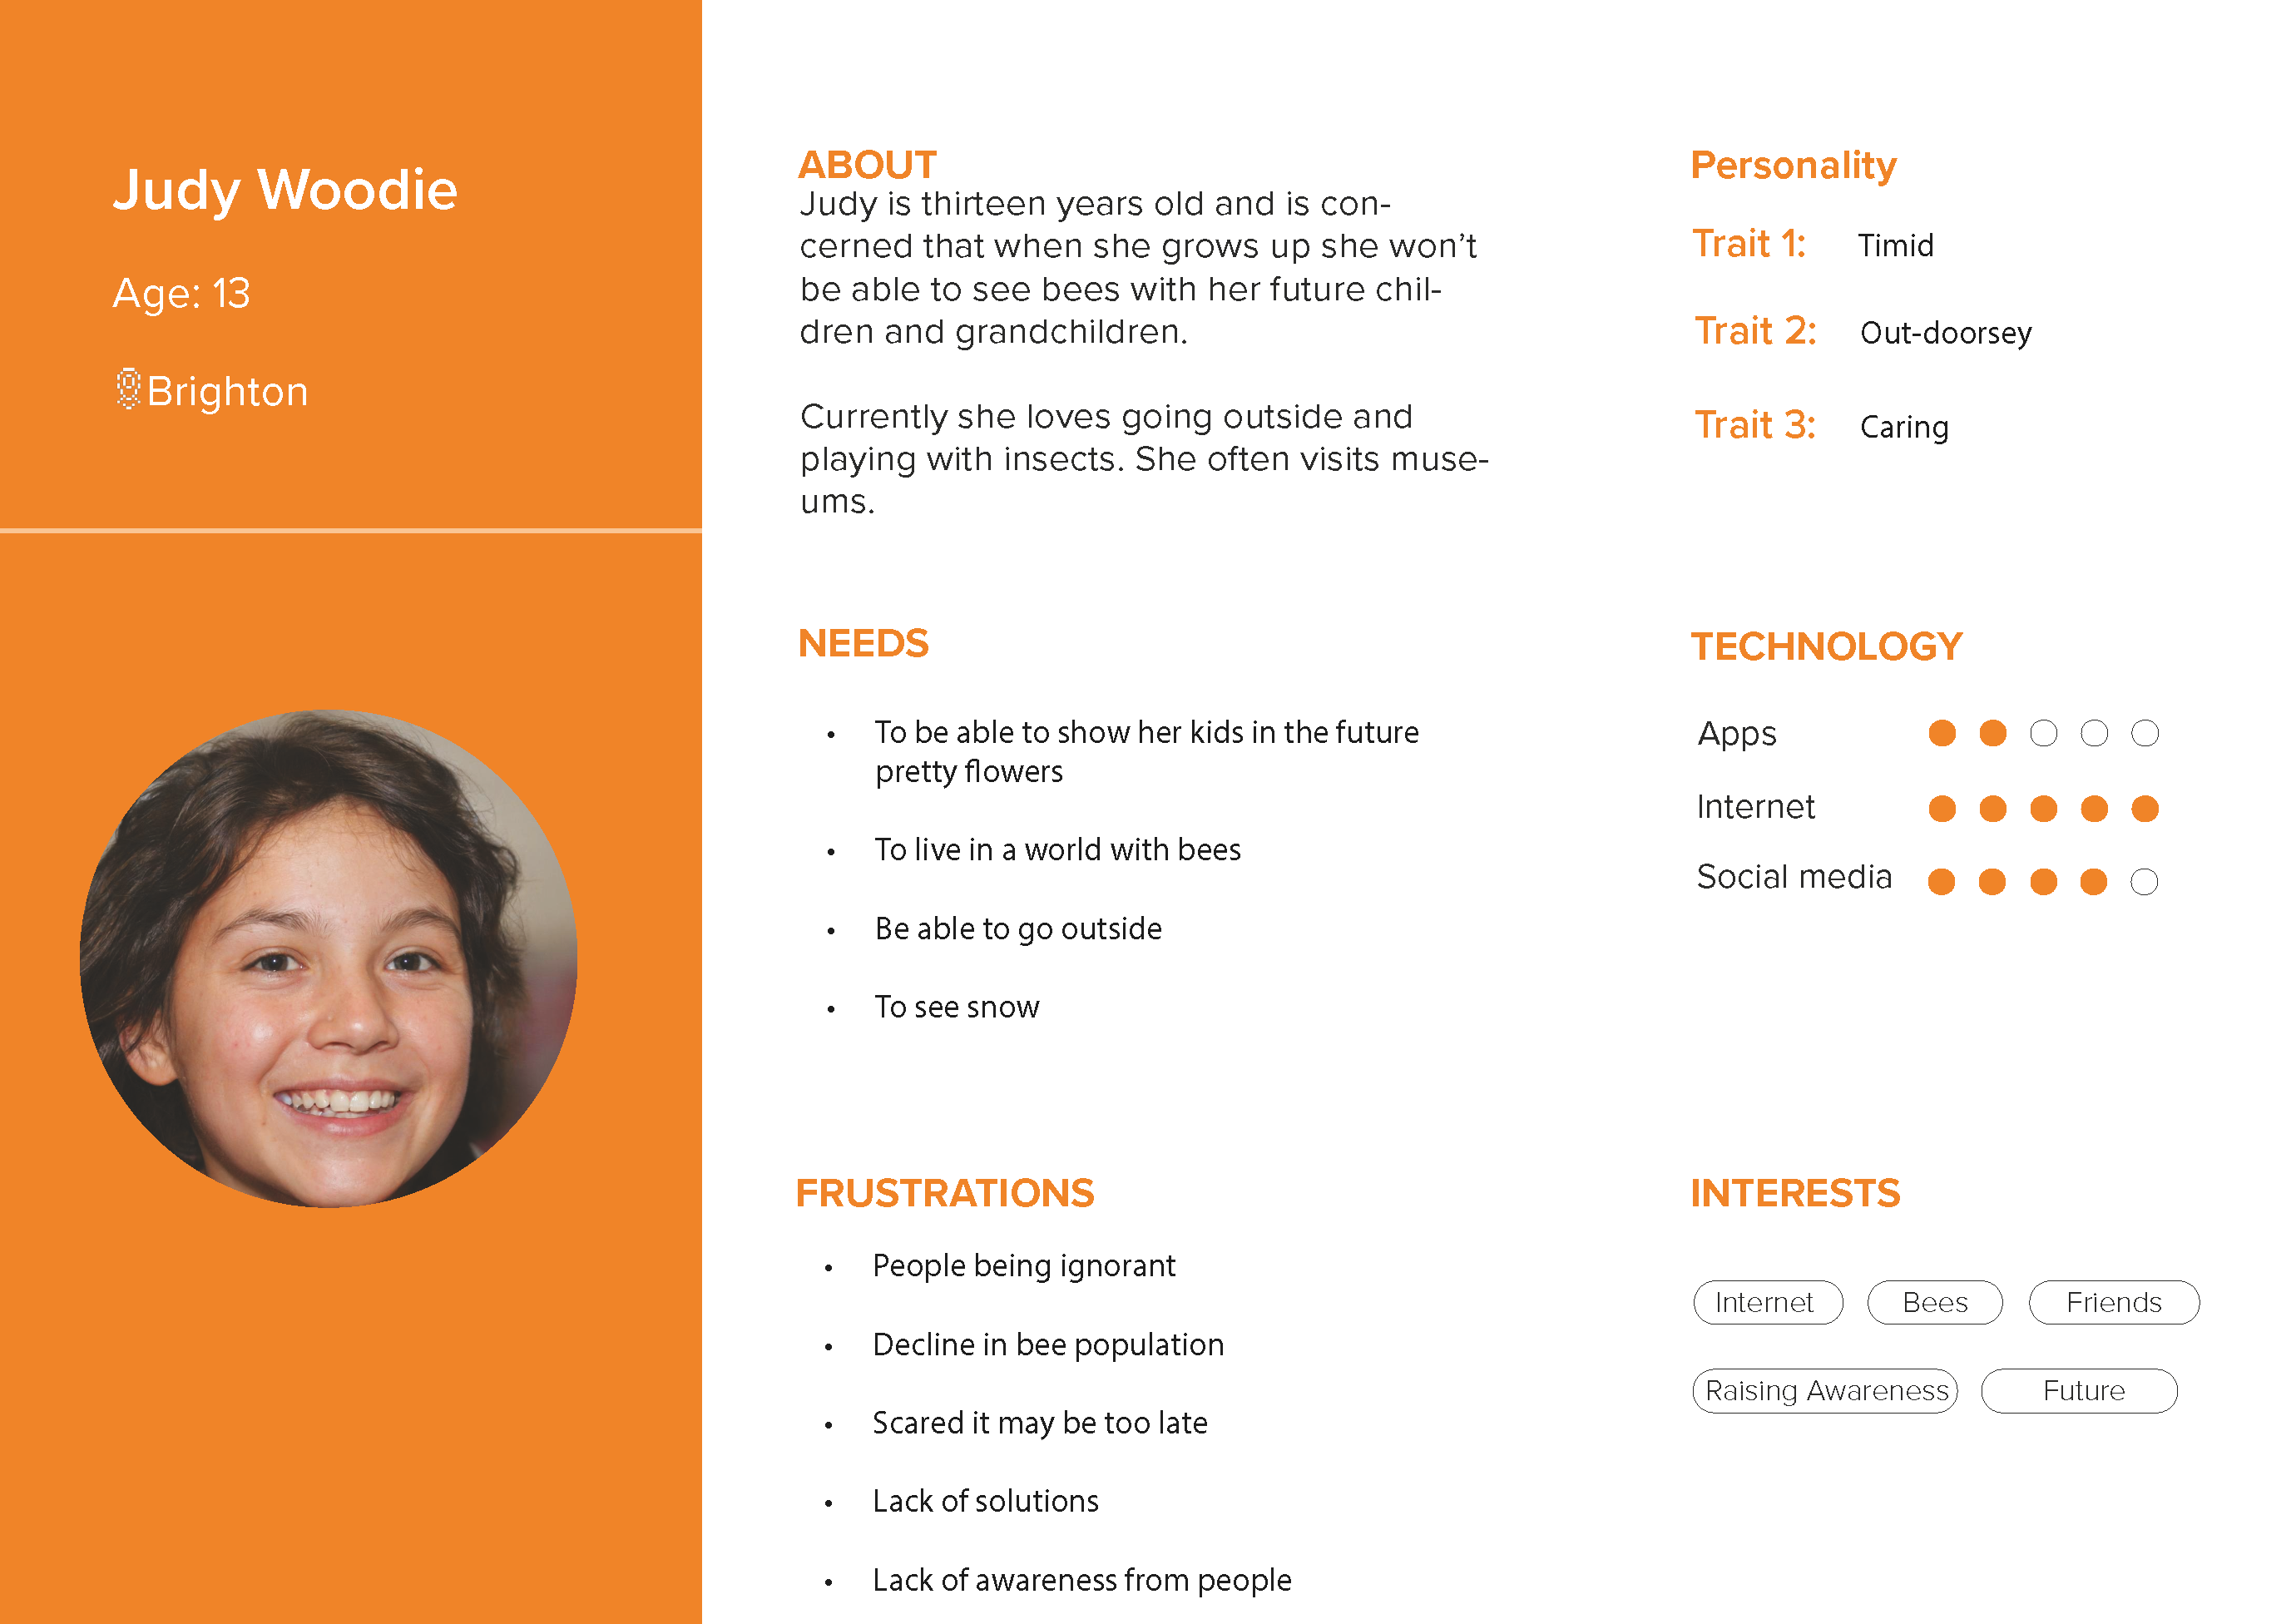 Judy Woodie
Age: 13
Brighton
ABOUT
Judy is thirteen years old and is con-
cerned that when she grows up she won't
be able to see bees with her future chil-
dren and grandchildren.
Currently she loves going outside and
playing with insects. She often visits muse-
ums.
NEEDS
• To be able to show her kids in the future
pretty flowers
• To live in a world with bees
• Be able to go outside
• To see snow
FRUSTRATIONS
• People being ignorant
• Decline in bee population
• Scared it may be too late
• Lack of solutions
• Lack of awareness from people
Personality
Trait 1: Timid
Trait 2: Out-doorsey
Trait 3: Caring
TECHNOLOGY
Apps
Internet
Social media
INTERESTS
Internet Bees Friends
Raising Awareness Future